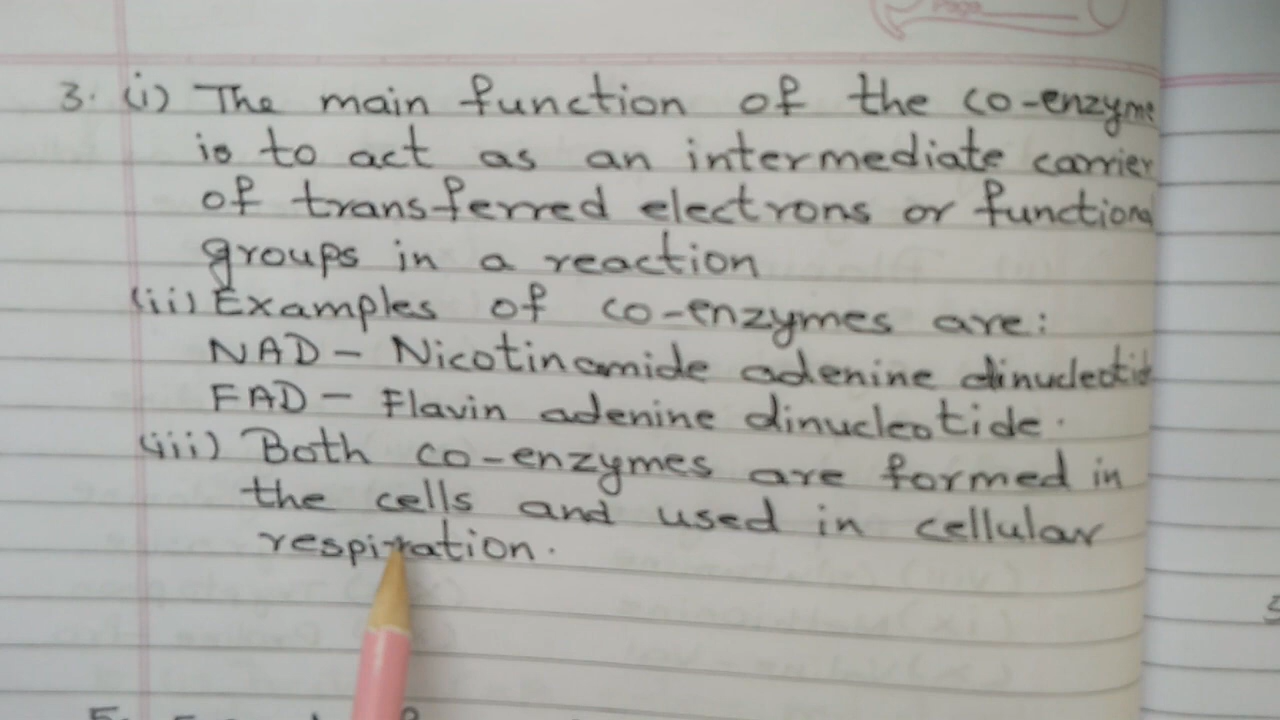 Page
3. (i) The main function of the co-enzyme
is to act as an intermediate carrier
of transferred electrons or functional
groups in a reaction
(ii) Examples of co-enzymes are:
NAD - Nicotinamide adenine dinucleotide
FAD - Flavin adenine dinucleotide.
(iii) Both co-enzymes are formed in
the cells and used in cellular
respiration.
5